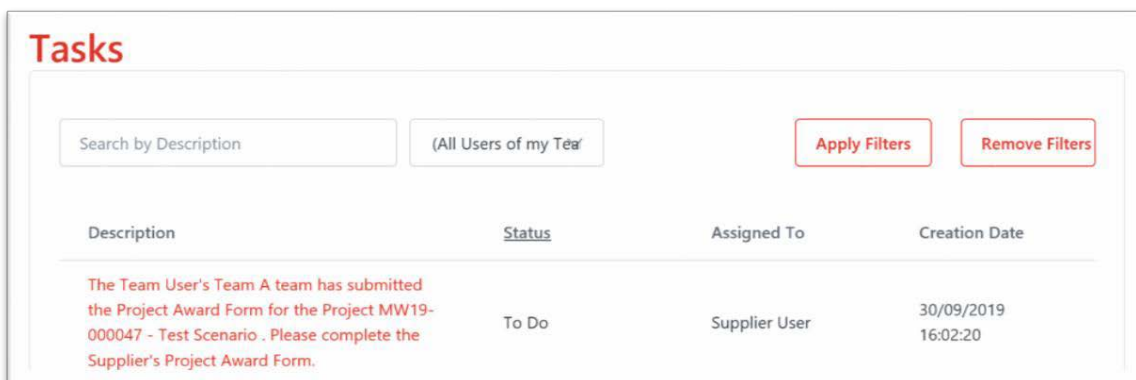 Tasks
Search by Description
(All Users of my Tea
Apply Filters
Remove Filters
Description Status Assigned To Creation Date
The Team User's Team A team has submitted
the Project Award Form for the Project MW19-
000047 - Test Scenario . Please complete the
Supplier's Project Award Form.
To Do
Supplier User
30/09/2019
16:02:20